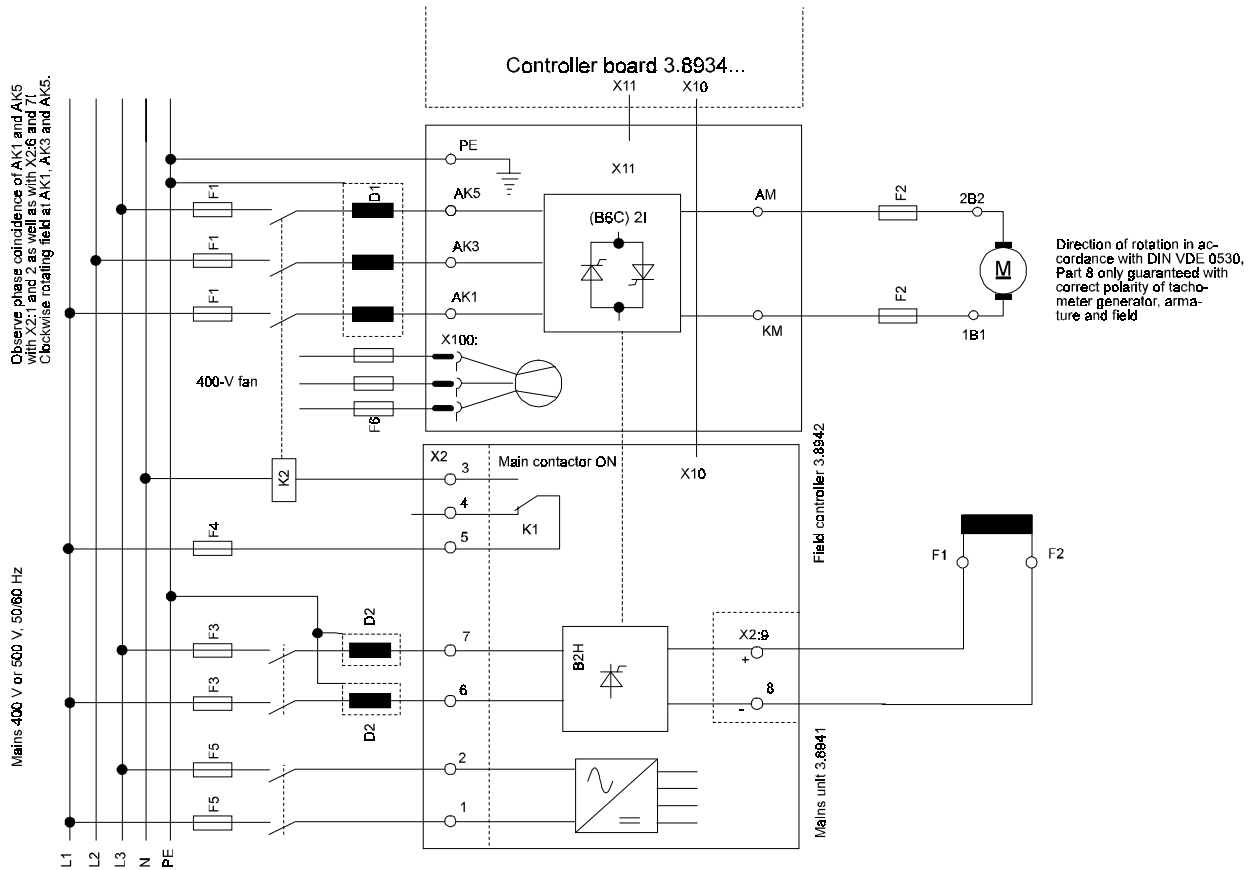 Controller board 3.8934...
X11
X10
Observe phase coincidence of AK1 and AK5
with X2:1 and 2 as well as with X2:6 and 7!
Clockwise rotating field at AK1, AK3 and AK5.
PE
X11
F1
D1
AK5
(B6C) 2I
AM
F2
2B2
F1
AK3
M
Direction of rotation in ac-
cordance with DIN VDE 0530,
Part 8 only guaranteed with
correct polarity of tacho-
meter generator, arma-
ture and field
F1
AK1
KM
F2
1B1
X100:
400-V fan
F6
Field controller 3.8942
X2
Main contactor ON
X10
K2
3
4
K1
F4
5
F1
F2
Mains 400 V or 500 V, 50/60 Hz
F3
D2
7
B2H
X2:9
+
F3
D2
6
8
-
F5
2
Mains unit 3.8941
F5
1
L1
L2
L3
N
PE